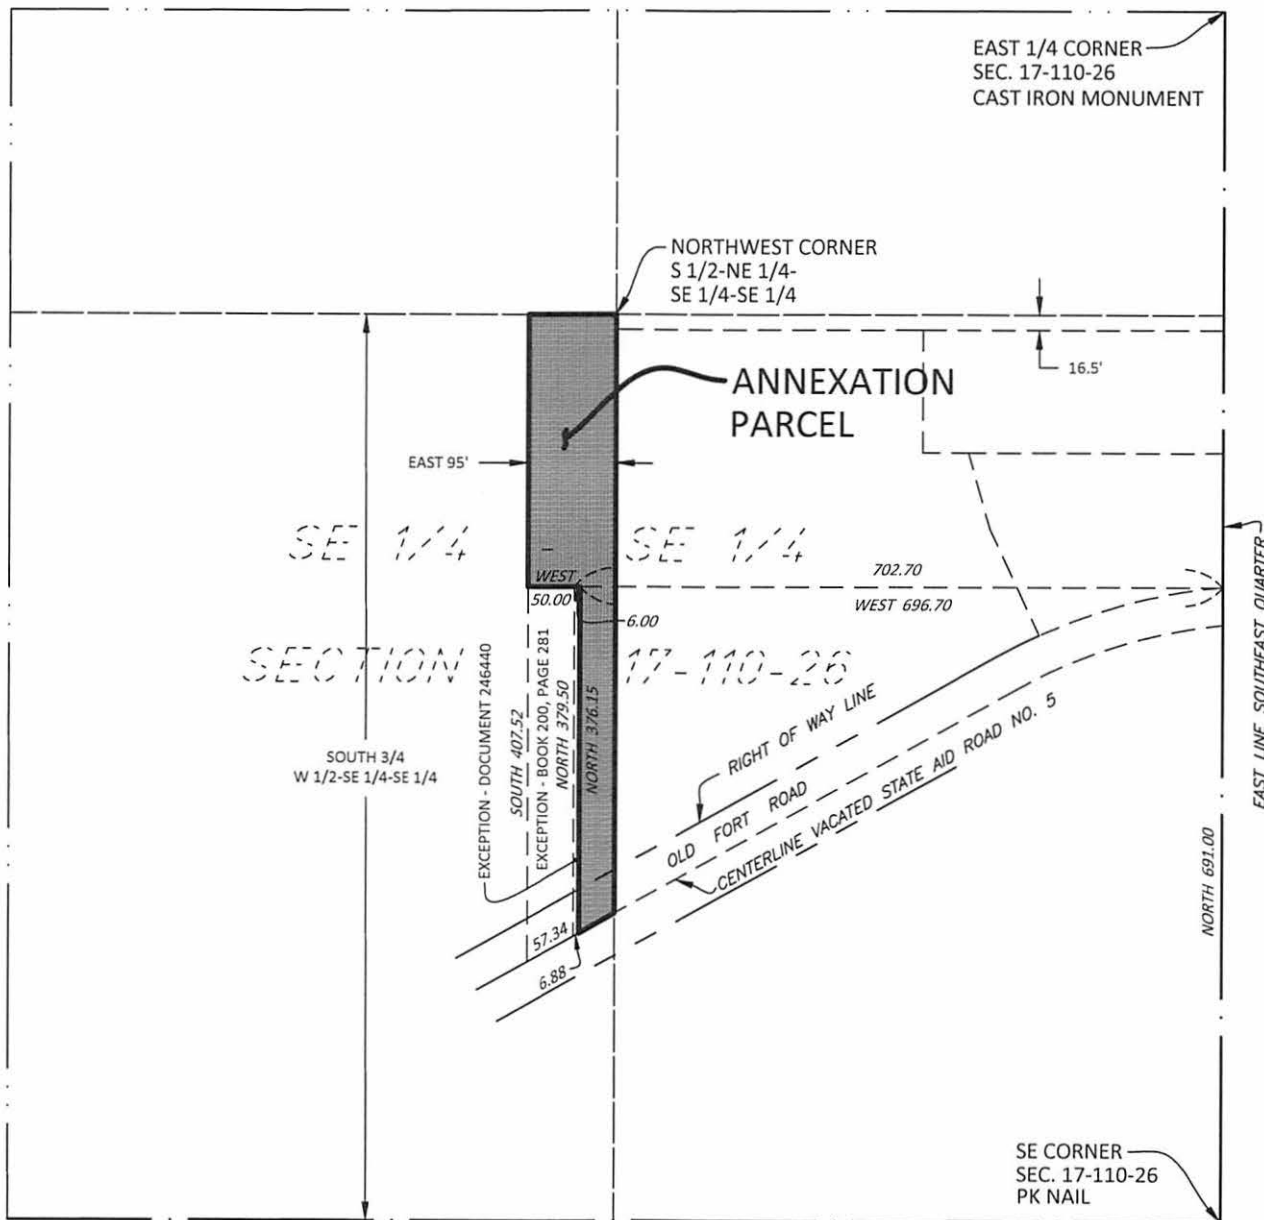 EAST 1/4 CORNER
SEC. 17-110-26
CAST IRON MONUMENT
NORTHWEST CORNER
S 1/2-NE 1/4-
SE 1/4-SE 1/4
16.5'
ANNEXATION
PARCEL
EAST 95'
SE 1/4
SE 1/4
WEST
50.00
6.00
702.70
WEST 696.70
EAST LINE SOUTHEAST QUARTER
SECTION
17-110-26
SOUTH 3/4
W 1/2-SE 1/4-SE 1/4
EXCEPTION - DOCUMENT 246440
SOUTH 407.52
EXCEPTION - BOOK 200, PAGE 281
NORTH 379.50
NORTH 376.15
RIGHT OF WAY LINE
OLD FORT ROAD
CENTERLINE VACATED STATE AID ROAD NO. 5
NORTH 691.00
57.34
6.88
SE CORNER
SEC. 17-110-26
PK NAIL